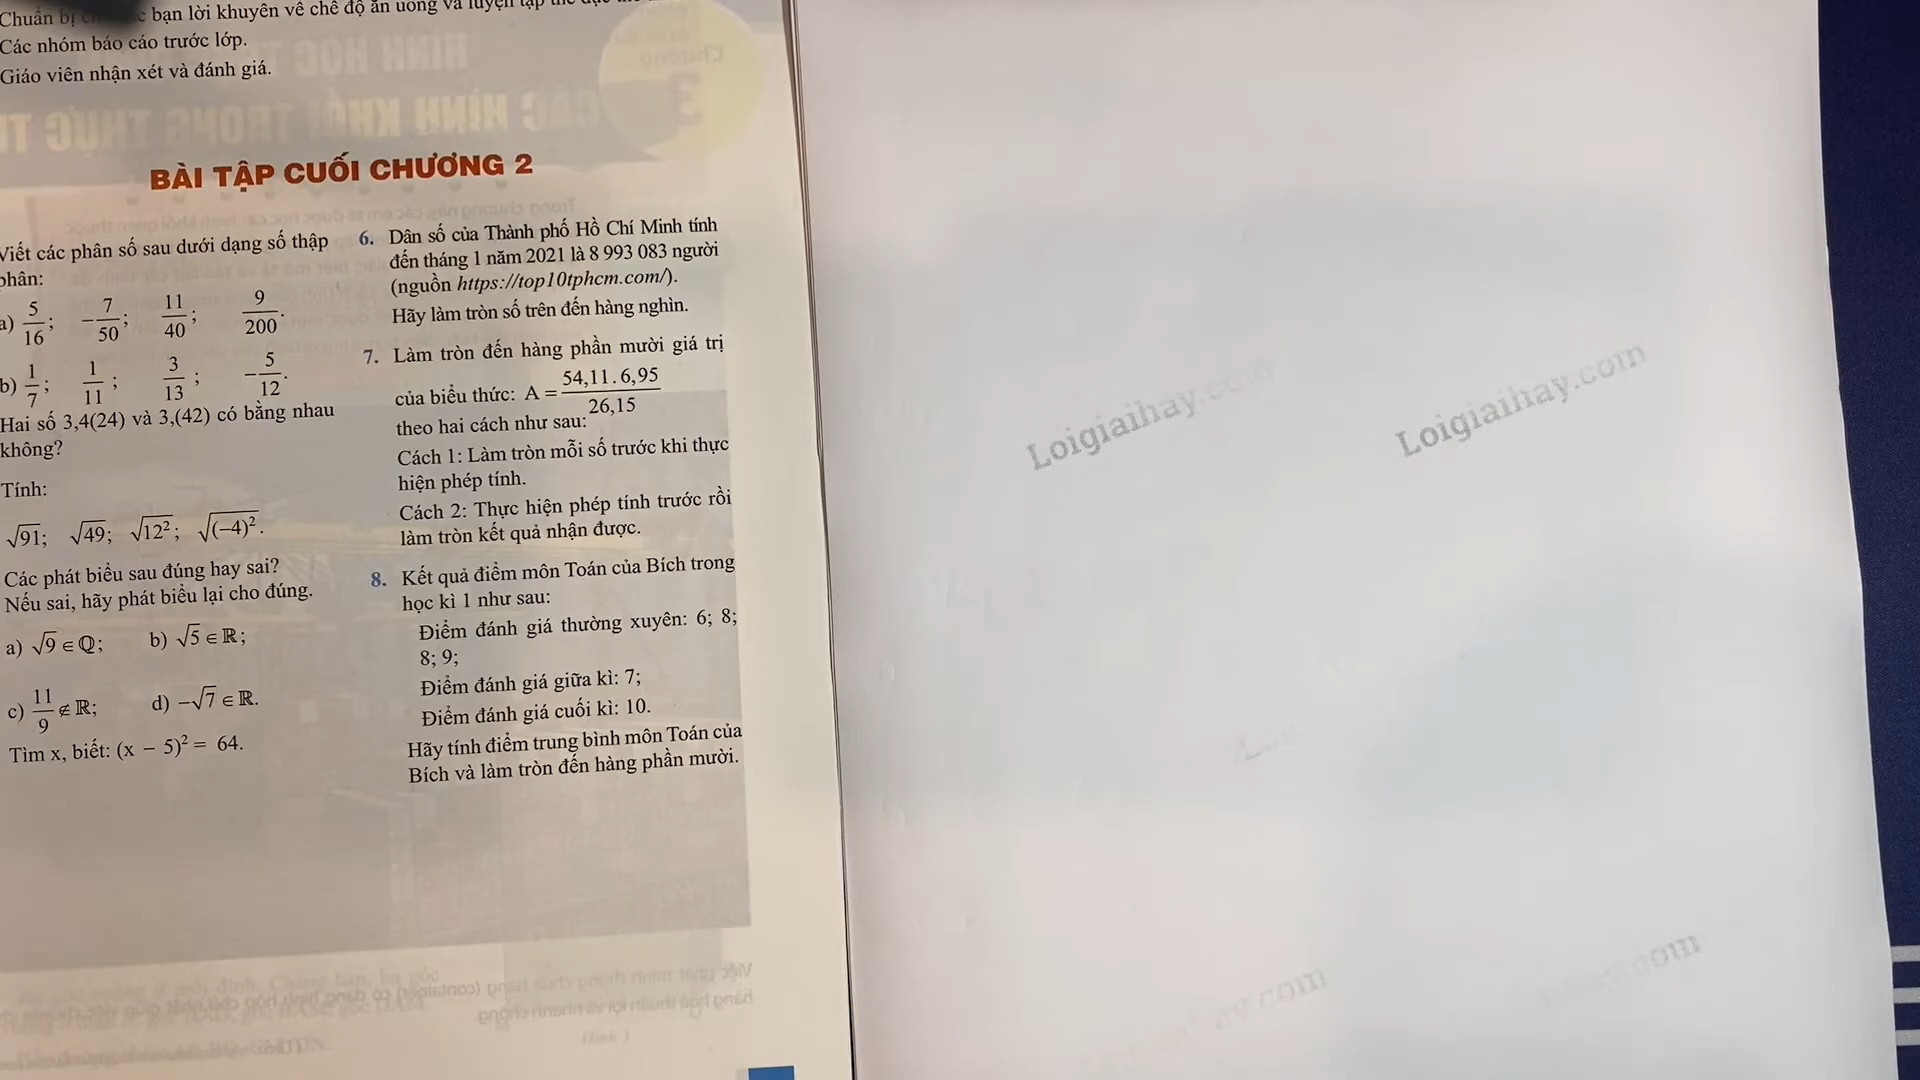 Chuẩn bị bạn lời khuyên về chế độ ăn uống và luyện tập
Các nhóm báo cáo trước lớp.
Giáo viên nhận xét và đánh giá.
BÀI TẬP CUỐI CHƯƠNG 2
Viết các phân số sau dưới dạng số thập
phân:
a) 5/16; -7/50; 11/40; 9/200.
b) 1/7; 1/11; 3/13; -5/12.
Hai số 3,4(24) và 3,(42) có bằng nhau
không?
Tính:
√91; √49; √12²; √(−4)².
Các phát biểu sau đúng hay sai?
Nếu sai, hãy phát biểu lại cho đúng.
a) √9 ∈ ℚ; b) √5 ∈ ℝ;
c) 11/9 ∉ ℝ; d) −√7 ∈ ℝ.
Tìm x, biết: (x − 5)² = 64.
6. Dân số của Thành phố Hồ Chí Minh tính
đến tháng 1 năm 2021 là 8 993 083 người
(nguồn https://top10tphcm.com/).
Hãy làm tròn số trên đến hàng nghìn.
7. Làm tròn đến hàng phần mười giá trị
của biểu thức: A = 54,11 . 6,95 / 26,15
theo hai cách như sau:
Cách 1: Làm tròn mỗi số trước khi thực
hiện phép tính.
Cách 2: Thực hiện phép tính trước rồi
làm tròn kết quả nhận được.
8. Kết quả điểm môn Toán của Bích trong
học kì 1 như sau:
Điểm đánh giá thường xuyên: 6; 8;
8; 9;
Điểm đánh giá giữa kì: 7;
Điểm đánh giá cuối kì: 10.
Hãy tính điểm trung bình môn Toán của
Bích và làm tròn đến hàng phần mười.
Loigiaihay.com
Loigiaihay.com